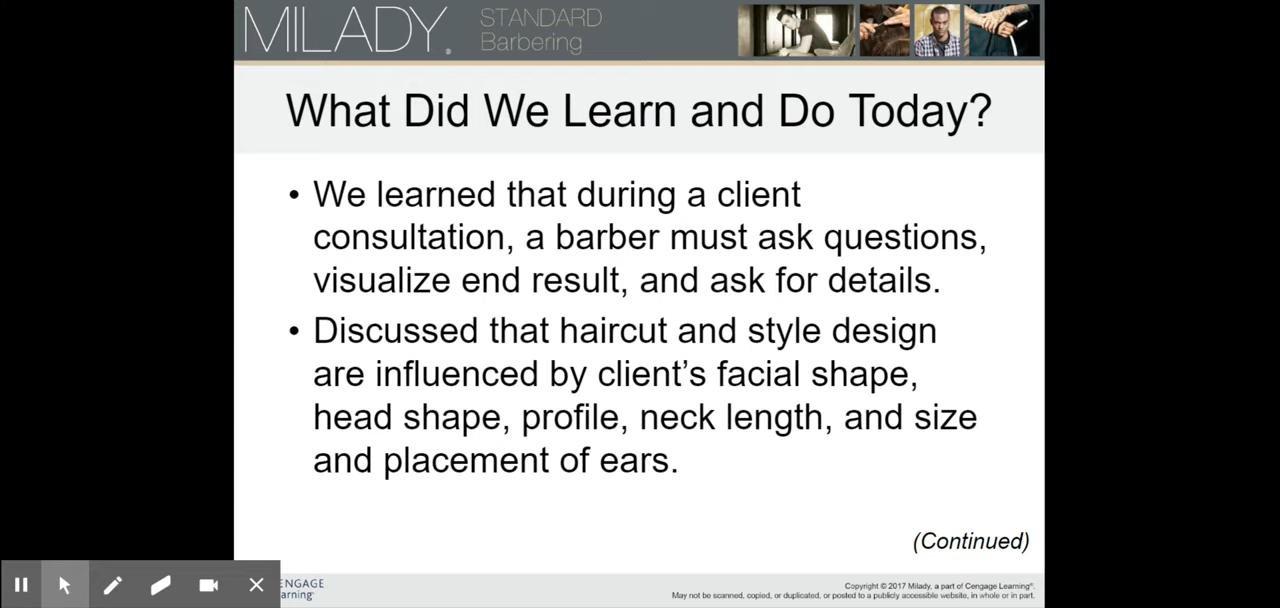 MILADY®
STANDARD
Barbering
What Did We Learn and Do Today?
• We learned that during a client
consultation, a barber must ask questions,
visualize end result, and ask for details.
• Discussed that haircut and style design
are influenced by client’s facial shape,
head shape, profile, neck length, and size
and placement of ears.
(Continued)
ENGAGE
arning®
Copyright © 2017 Milady, a part of Cengage Learning®.
May not be scanned, copied, or duplicated, or posted to a publicly accessible website, in whole or in part.